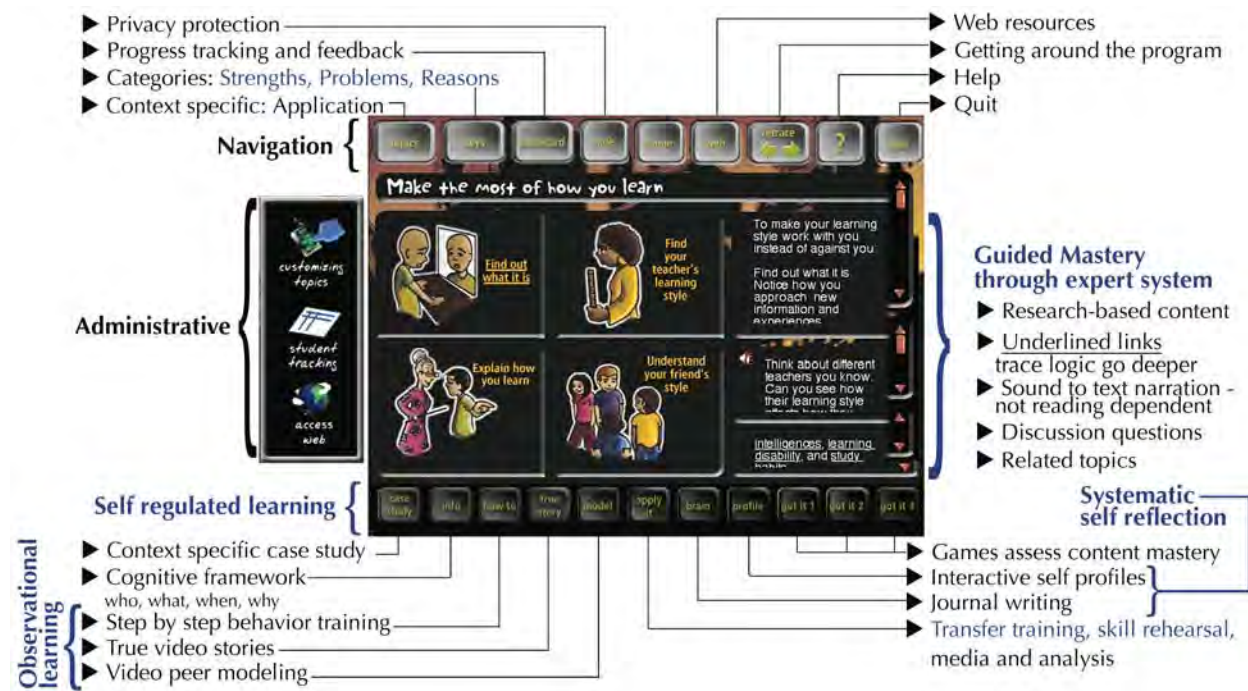 ▶ Privacy protection
▶ Progress tracking and feedback
▶ Categories: Strengths, Problems, Reasons
▶ Context specific: Application
▶ Web resources
▶ Getting around the program
▶ Help
▶ Quit
Navigation
retrace
?
Make the most of how you learn
Administrative
customizing
topics
student
tracking
access
web
Find out
what it is
Find
your
teacher's
learning
style
Explain how
you learn
Understand
your friend's
style
To make your learning
style work with you
instead of against you
Find out what it is
Notice how you
approach new
information and
experiences
Think about different
teachers you know.
Can you see how
their learning style
intelligences, learning
disability, and study
habits
Guided Mastery
through expert system
▶ Research-based content
▶ Underlined links
trace logic go deeper
▶ Sound to text narration -
not reading dependent
▶ Discussion questions
▶ Related topics
Self regulated learning
case
study
info
how to
true
story
model
apply
it
brain
profile
got it 1
got it 2
got it 3
Systematic
self reflection
Observational
learning
▶ Context specific case study
▶ Cognitive framework
who, what, when, why
▶ Step by step behavior training
▶ True video stories
▶ Video peer modeling
▶ Games assess content mastery
▶ Interactive self profiles
▶ Journal writing
▶ Transfer training, skill rehearsal,
media and analysis